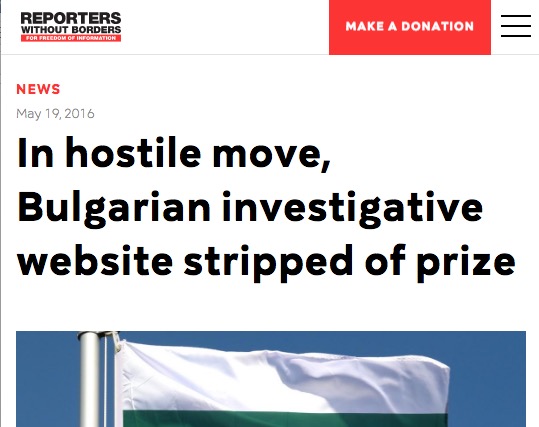 REPORTERS
WITHOUT BORDERS
FOR FREEDOM OF INFORMATION
MAKE A DONATION
NEWS
May 19, 2016
In hostile move,
Bulgarian investigative
website stripped of prize